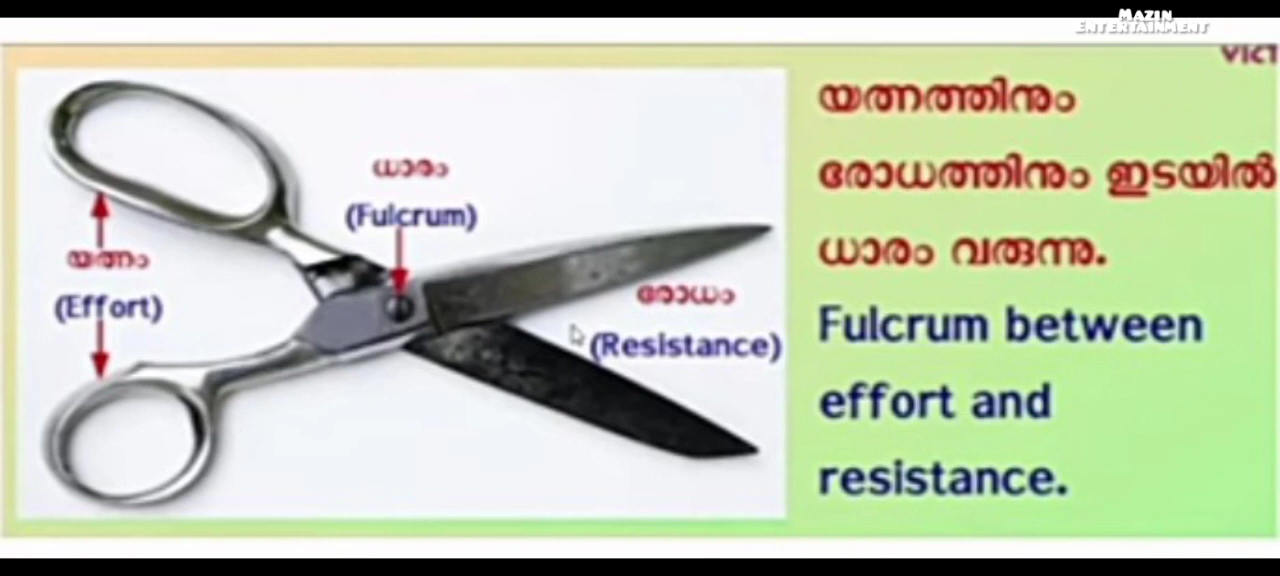 MAZIN
ENTERTAINMENT
യത്നത്തിനും
രോധത്തിനും ഇടയിൽ
ധാരം വരുന്നു.
Fulcrum between
effort and
resistance.
ധാരം
(Fulcrum)
യത്നം
(Effort)
രോധം
(Resistance)